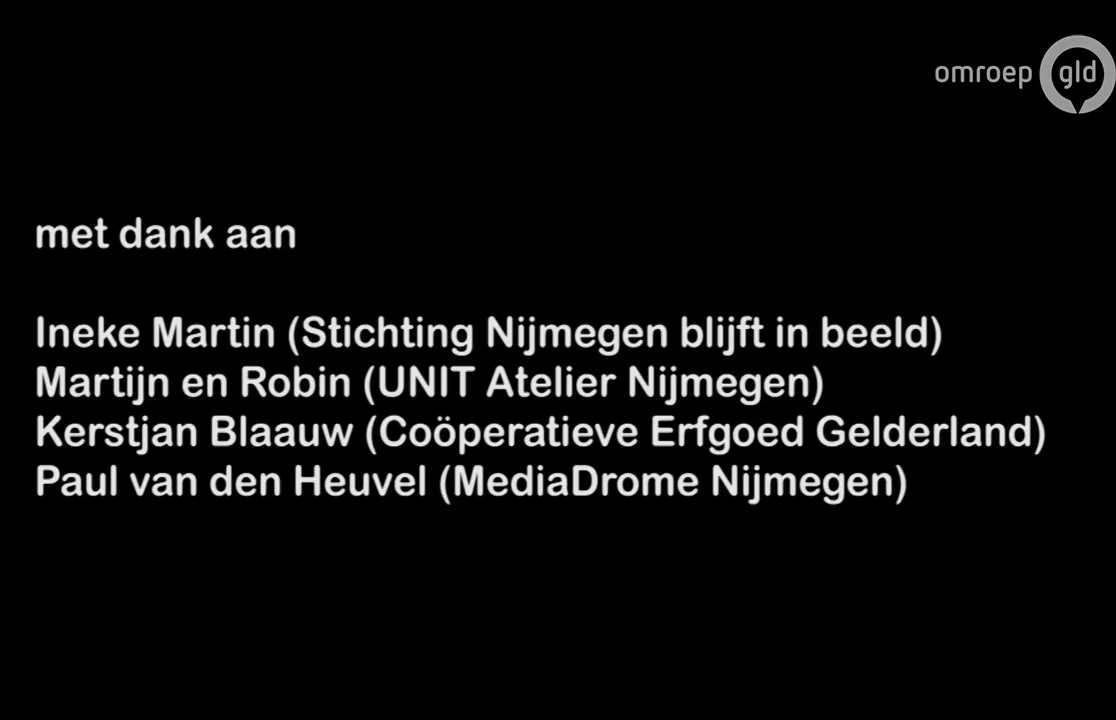 omroep gld
met dank aan
Ineke Martin (Stichting Nijmegen blijft in beeld)
Martijn en Robin (UNIT Atelier Nijmegen)
Kerstjan Blaauw (Coöperatieve Erfgoed Gelderland)
Paul van den Heuvel (MediaDrome Nijmegen)